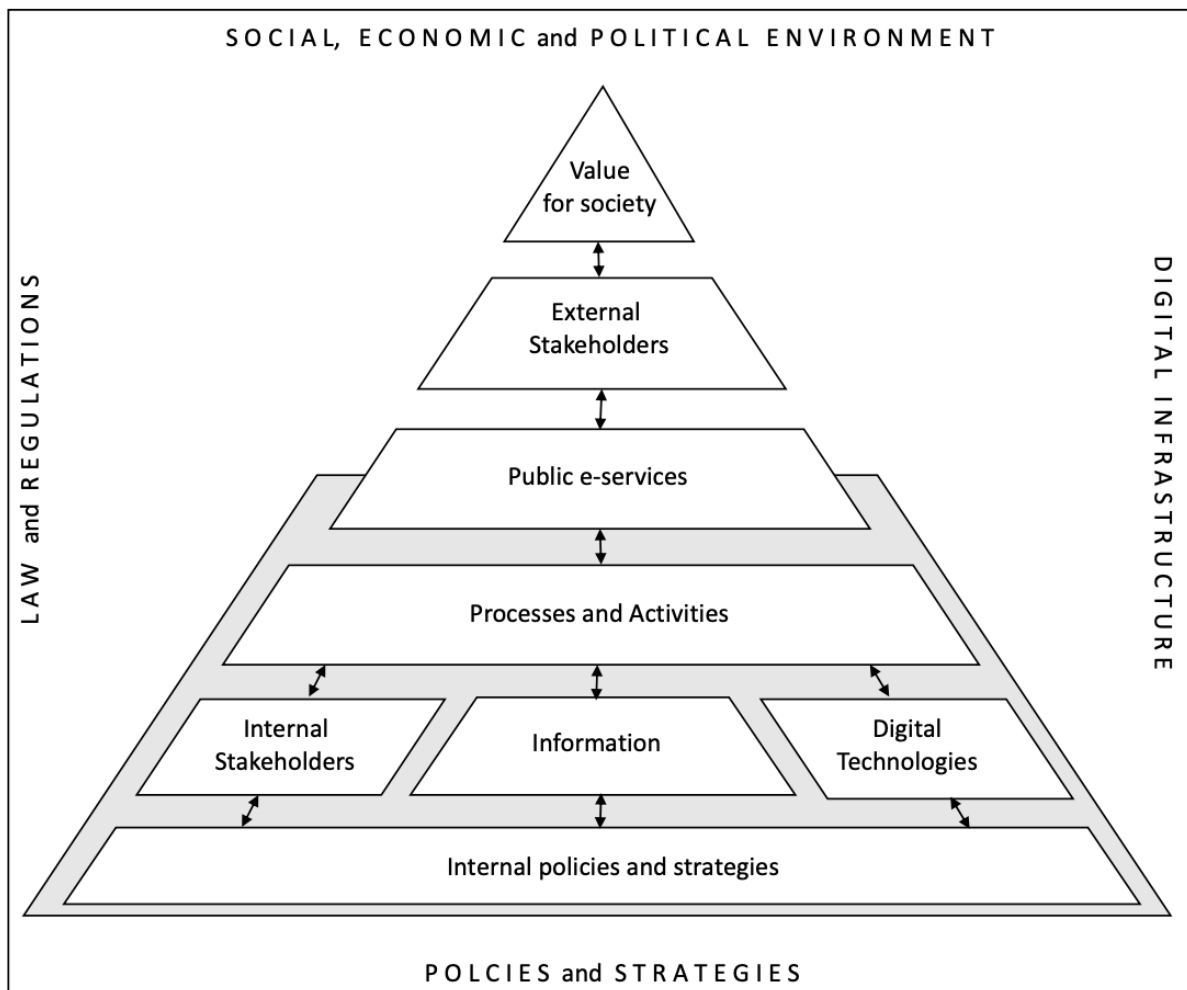 SOCIAL, ECONOMIC and POLITICAL ENVIRONMENT
Value
for society
External
Stakeholders
LAW and REGULATIONS
DIGITAL INFRASTRUCTURE
Public e-services
Processes and Activities
Internal
Stakeholders
Information
Digital
Technologies
Internal policies and strategies
POLCIES and STRATEGIES